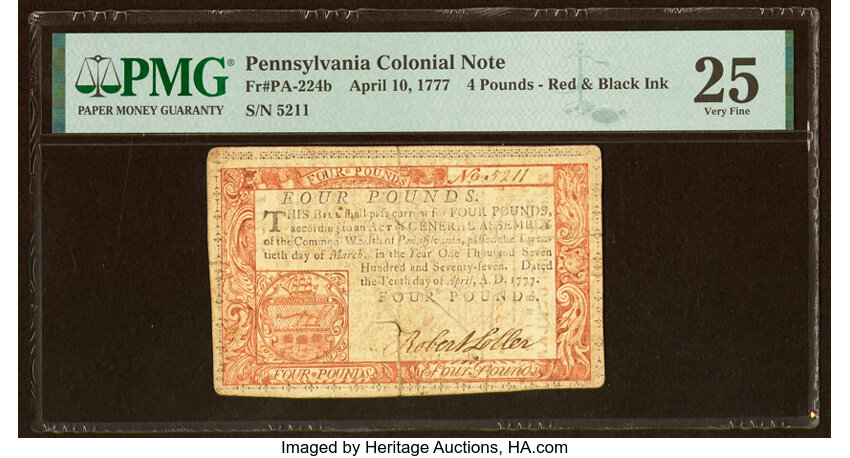 PMG®
PAPER MONEY GUARANTY
Pennsylvania Colonial Note
Fr#PA-224b April 10, 1777 4 Pounds - Red & Black Ink
S/N 5211
25
Very Fine
FOUR POUNDS
No 5211
FOUR POUNDS.
THIS BILL shall pass current for FOUR POUNDS,
according to an ACT of GENERAL ASSEMBLY
of the Common Wealth of Pennsylvania, passed the Twen-
tieth day of March, in the Year One Thousand Seven
Hundred and Seventy-seven. Dated
the Tenth day of April, A.D. 1777.
FOUR POUNDS.
Robert Loller
FOUR POUNDS
Four Pounds
Imaged by Heritage Auctions, HA.com